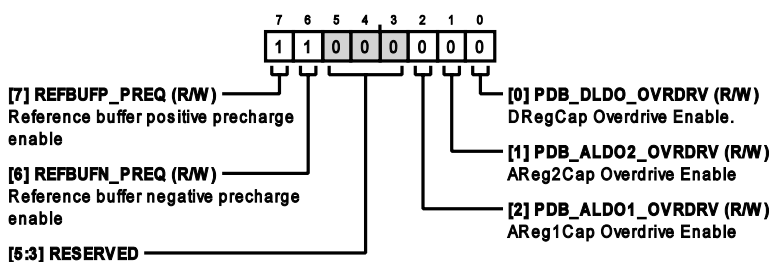 7 6 5 4 3 2 1 0
1 1 0 0 0 0 0 0
[7] REFBUFP_PREQ (R/W)
Reference buffer positive precharge
enable
[6] REFBUFN_PREQ (R/W)
Reference buffer negative precharge
enable
[5:3] RESERVED
[0] PDB_DLDO_OVRDRV (R/W)
DRegCap Overdrive Enable.
[1] PDB_ALDO2_OVRDRV (R/W)
AReg2Cap Overdrive Enable
[2] PDB_ALDO1_OVRDRV (R/W)
AReg1Cap Overdrive Enable